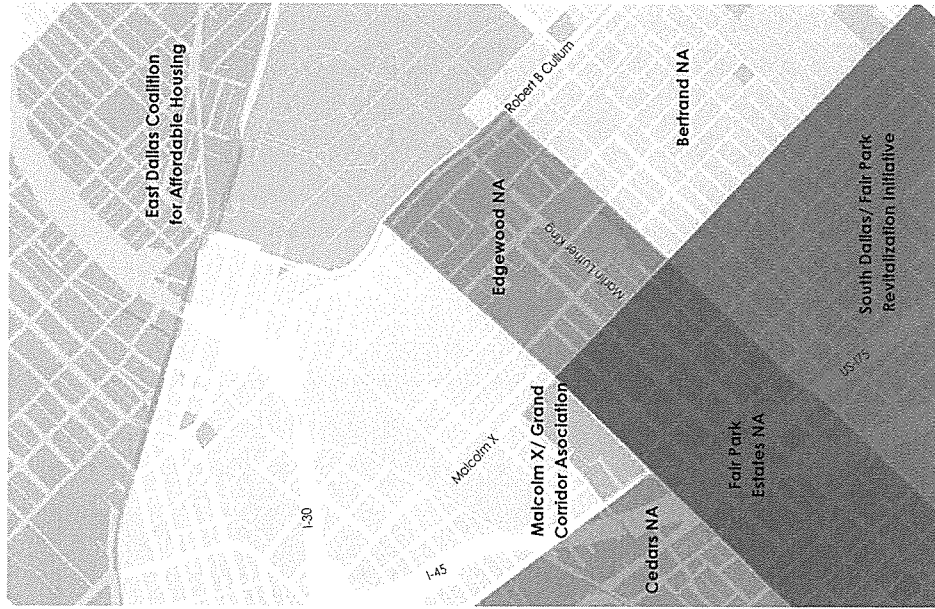 East Dallas Coalition
for Affordable Housing
I-30
I-45
Malcolm X
Edgewood NA
Robert B Cullum
Malcolm X/ Grand
Corridor Asociation
Martin Luther King
Cedars NA
Bertrand NA
Fair Park
Estates NA
US-175
South Dallas/ Fair Park
Revitalization Initiative